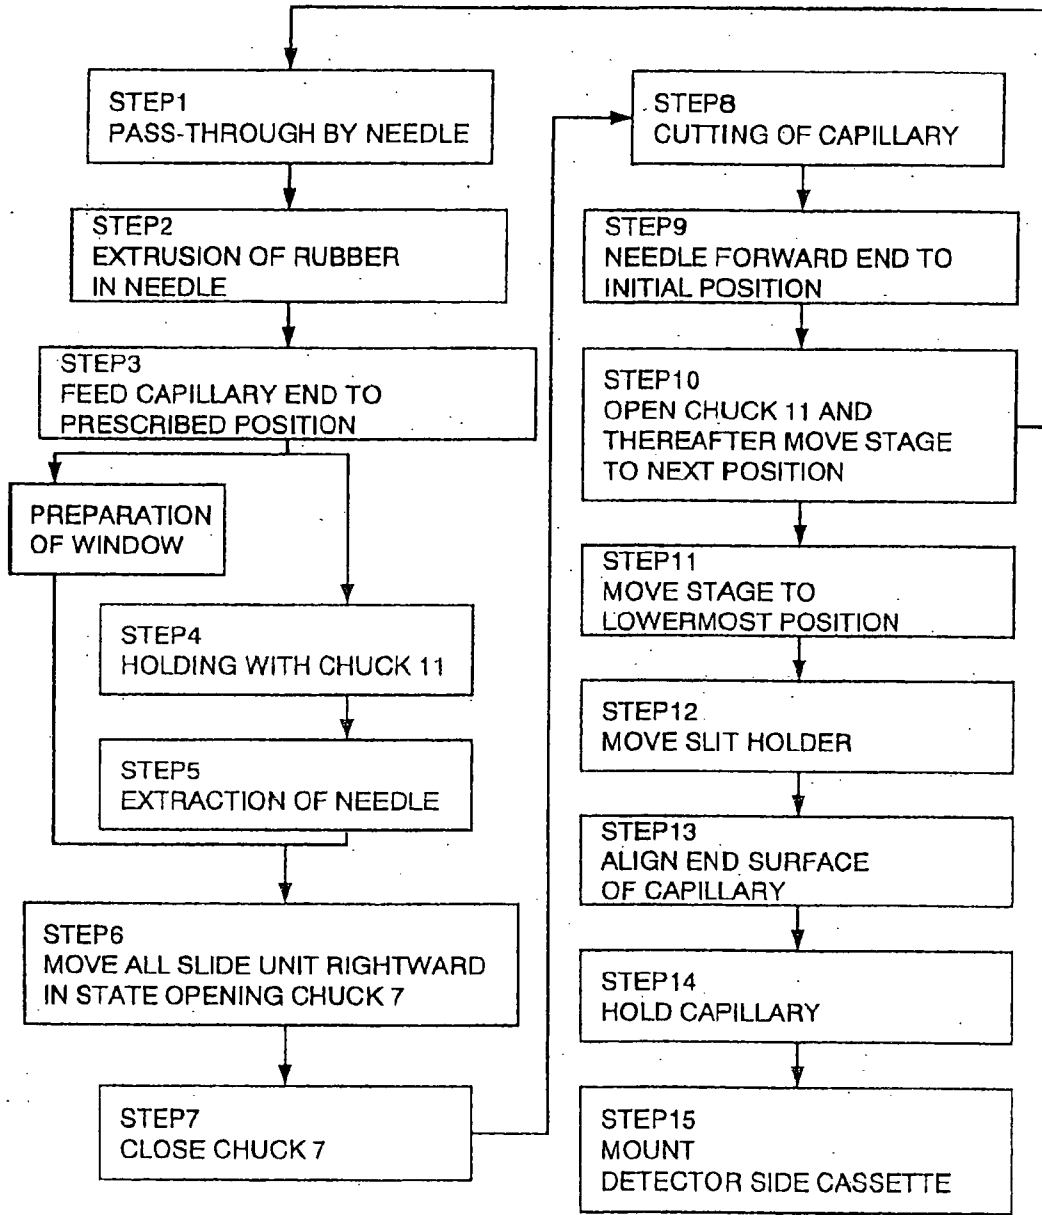 STEP1
PASS-THROUGH BY NEEDLE
STEP2
EXTRUSION OF RUBBER
IN NEEDLE
STEP3
FEED CAPILLARY END TO
PRESCRIBED POSITION
PREPARATION
OF WINDOW
STEP4
HOLDING WITH CHUCK 11
STEP5
EXTRACTION OF NEEDLE
STEP6
MOVE ALL SLIDE UNIT RIGHTWARD
IN STATE OPENING CHUCK 7
STEP7
CLOSE CHUCK 7
STEP8
CUTTING OF CAPILLARY
STEP9
NEEDLE FORWARD END TO
INITIAL POSITION
STEP10
OPEN CHUCK 11 AND
THEREAFTER MOVE STAGE
TO NEXT POSITION
STEP11
MOVE STAGE TO
LOWERMOST POSITION
STEP12
MOVE SLIT HOLDER
STEP13
ALIGN END SURFACE
OF CAPILLARY
STEP14
HOLD CAPILLARY
STEP15
MOUNT
DETECTOR SIDE CASSETTE